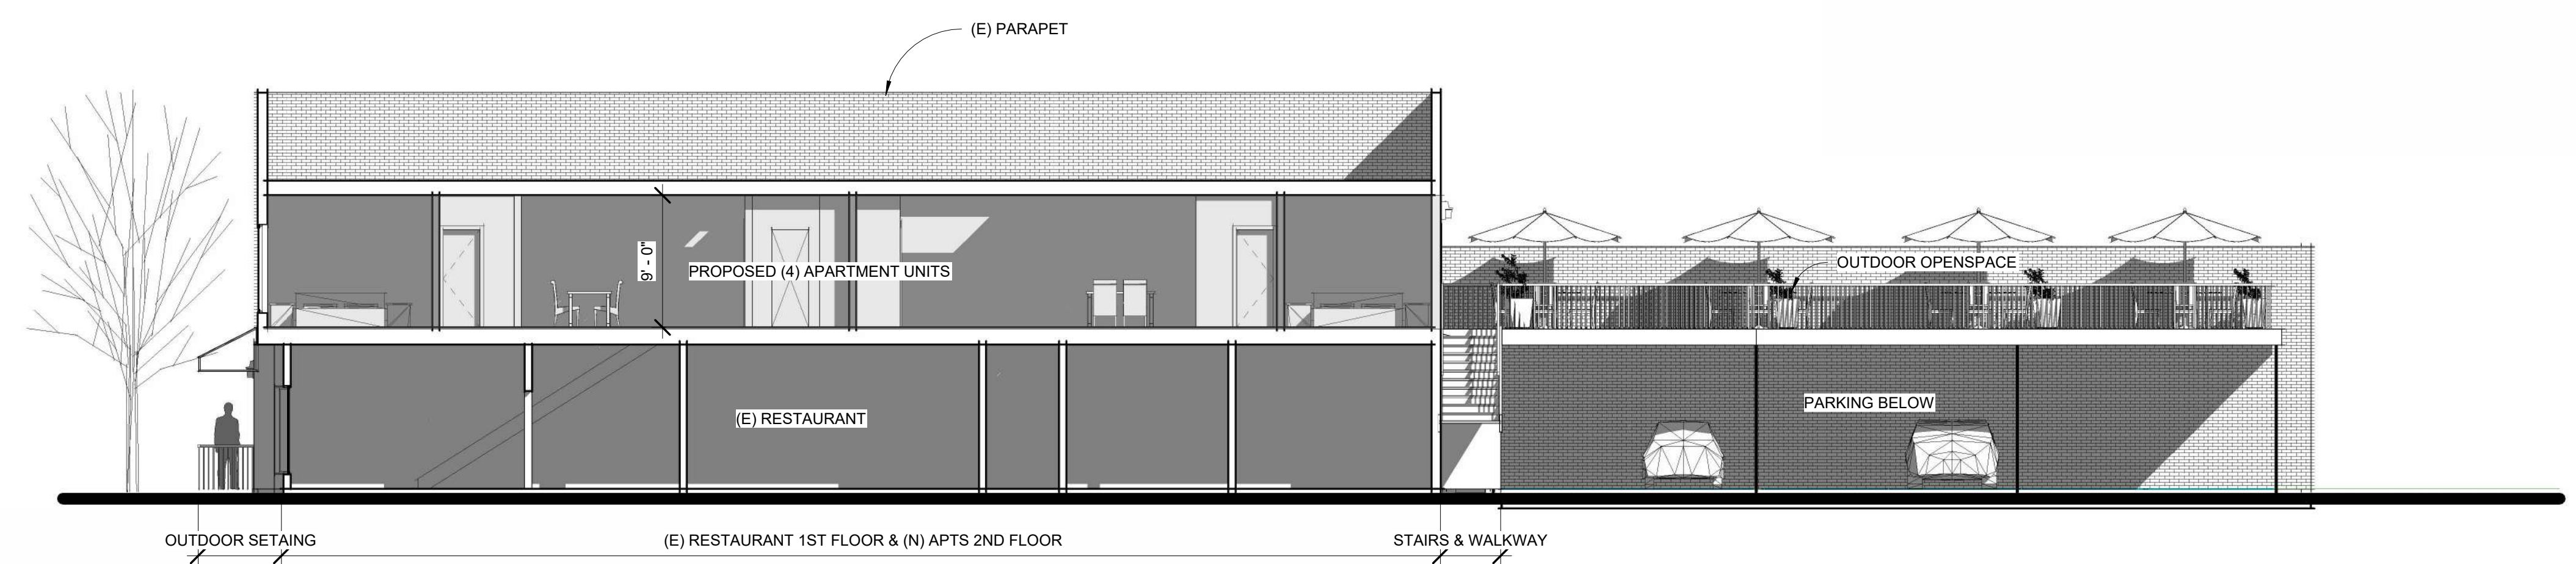 (E) PARAPET
9' - 0"
PROPOSED (4) APARTMENT UNITS
OUTDOOR OPENSPACE
(E) RESTAURANT
PARKING BELOW
OUTDOOR SETAING
(E) RESTAURANT 1ST FLOOR & (N) APTS 2ND FLOOR
STAIRS & WALKWAY